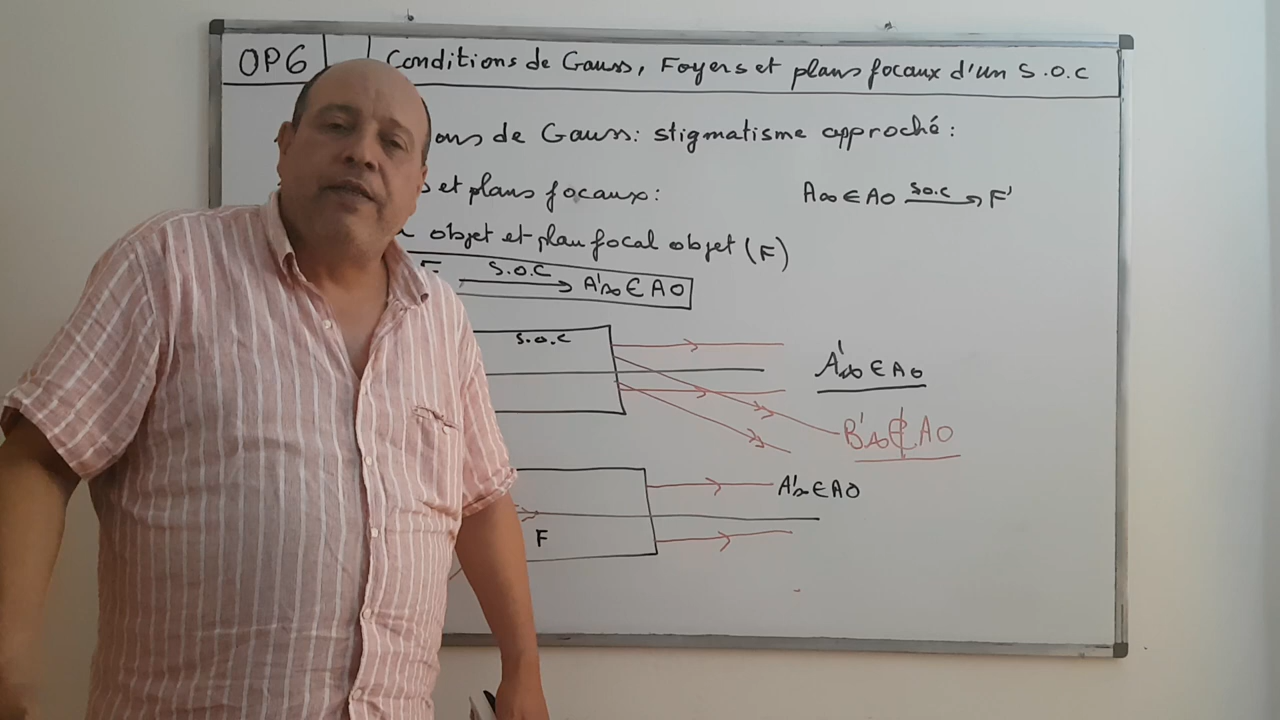 OP6 Conditions de Gauss, Foyers et plans focaux d'un S.O.C
ons de Gauss: stigmatisme approché:
et plans focaux:
A∞ ∈ AO S.O.C → F'
objet et plan focal objet (F)
S.O.C → A'∞ ∈ AO
S.O.C
A'∞ ∈ AO
B'∞ ∉ AO
A'∞ ∈ AO
F